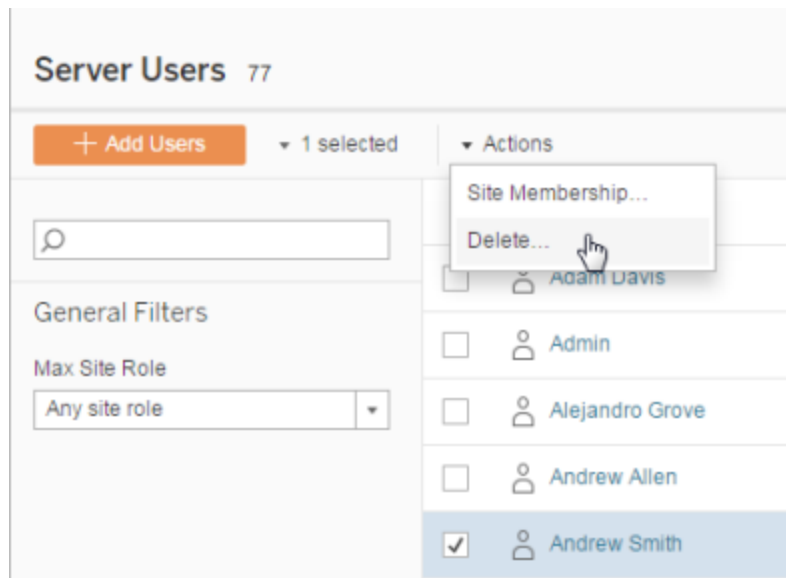 Server Users 77
+ Add Users
1 selected
Actions
Site Membership...
Delete...
General Filters
Max Site Role
Any site role
Adam Davis
Admin
Alejandro Grove
Andrew Allen
Andrew Smith